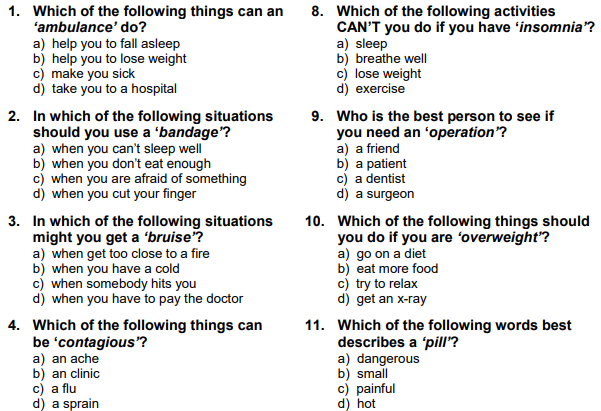 1. Which of the following things can an
‘ambulance’ do?
a) help you to fall asleep
b) help you to lose weight
c) make you sick
d) take you to a hospital
2. In which of the following situations
should you use a ‘bandage’?
a) when you can’t sleep well
b) when you don’t eat enough
c) when you are afraid of something
d) when you cut your finger
3. In which of the following situations
might you get a ‘bruise’?
a) when get too close to a fire
b) when you have a cold
c) when somebody hits you
d) when you have to pay the doctor
4. Which of the following things can
be ‘contagious’?
a) an ache
b) an clinic
c) a flu
d) a sprain
8. Which of the following activities
CAN’T you do if you have ‘insomnia’?
a) sleep
b) breathe well
c) lose weight
d) exercise
9. Who is the best person to see if
you need an ‘operation’?
a) a friend
b) a patient
c) a dentist
d) a surgeon
10. Which of the following things should
you do if you are ‘overweight’?
a) go on a diet
b) eat more food
c) try to relax
d) get an x-ray
11. Which of the following words best
describes a ‘pill’?
a) dangerous
b) small
c) painful
d) hot